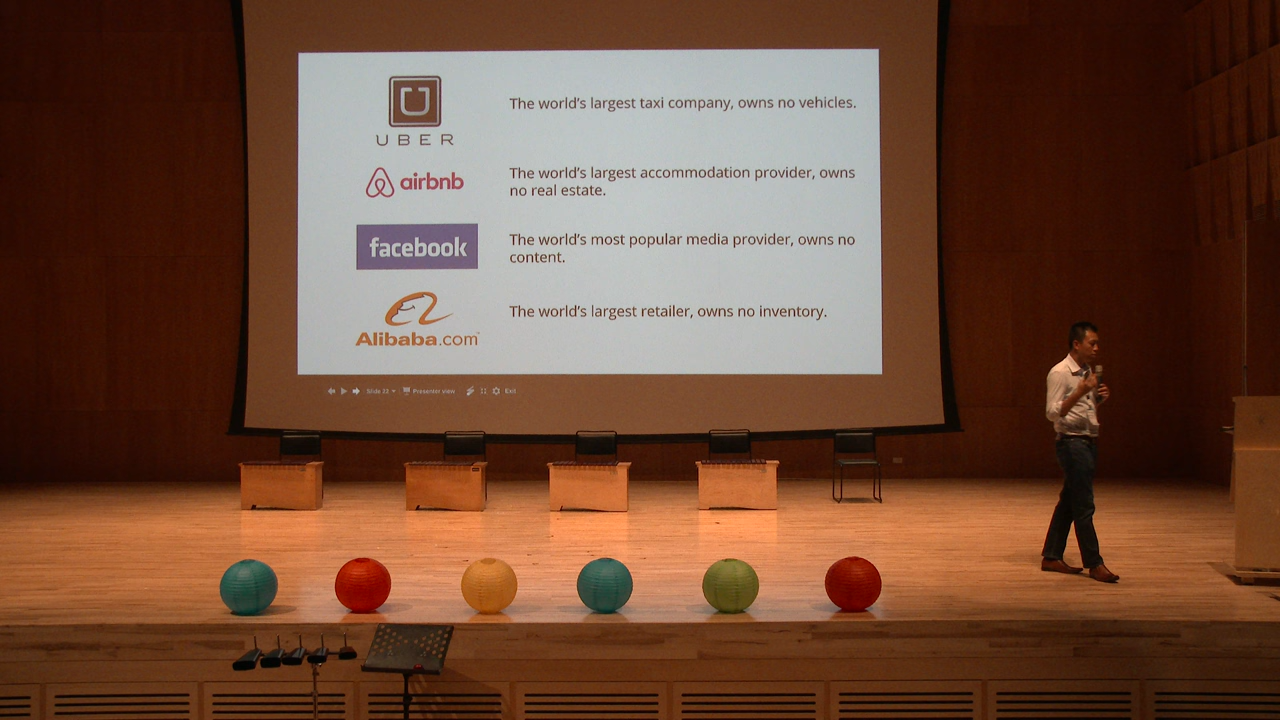 U
UBER
The world's largest taxi company, owns no vehicles.
airbnb
The world's largest accommodation provider, owns
no real estate.
facebook
The world's most popular media provider, owns no
content.
Alibaba.com
The world's largest retailer, owns no inventory.
Slide 23 Presenter view Exit